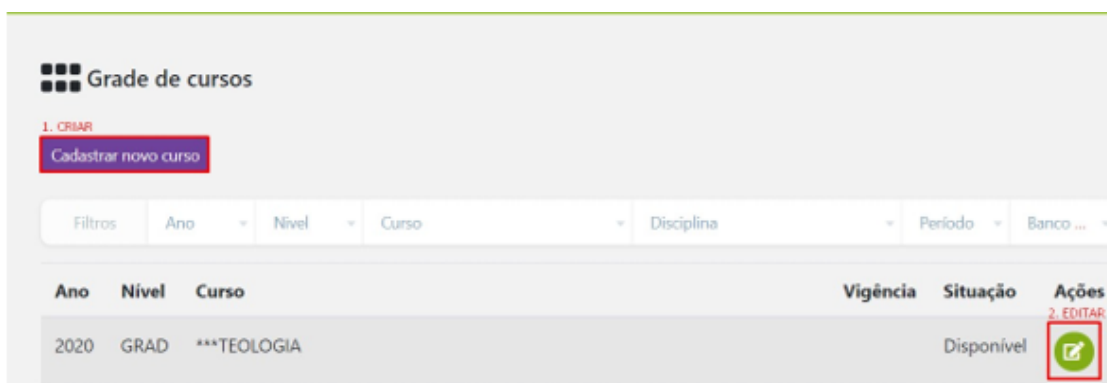 Grade de cursos
1. CRIAR
Cadastrar novo curso
Filtros Ano Nivel Curso Disciplina Período Banco ...
Ano Nível Curso Vigência Situação Ações
2. EDITAR
2020 GRAD ***TEOLOGIA Disponível